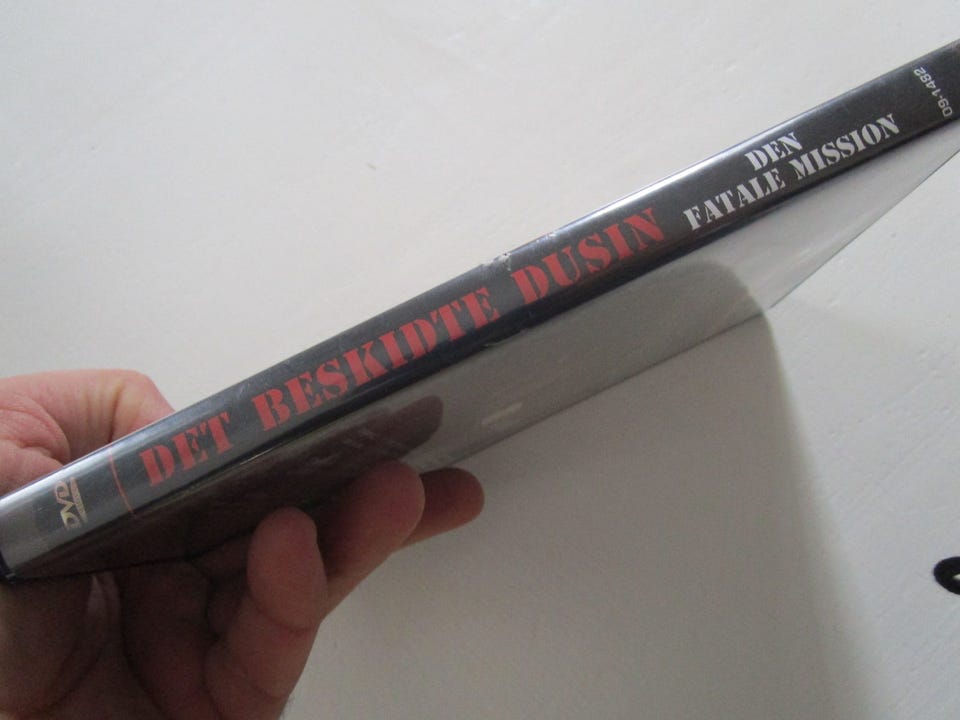 DVD
DET BESKIDTE DUSIN
DEN
FATALE MISSION
09-1482